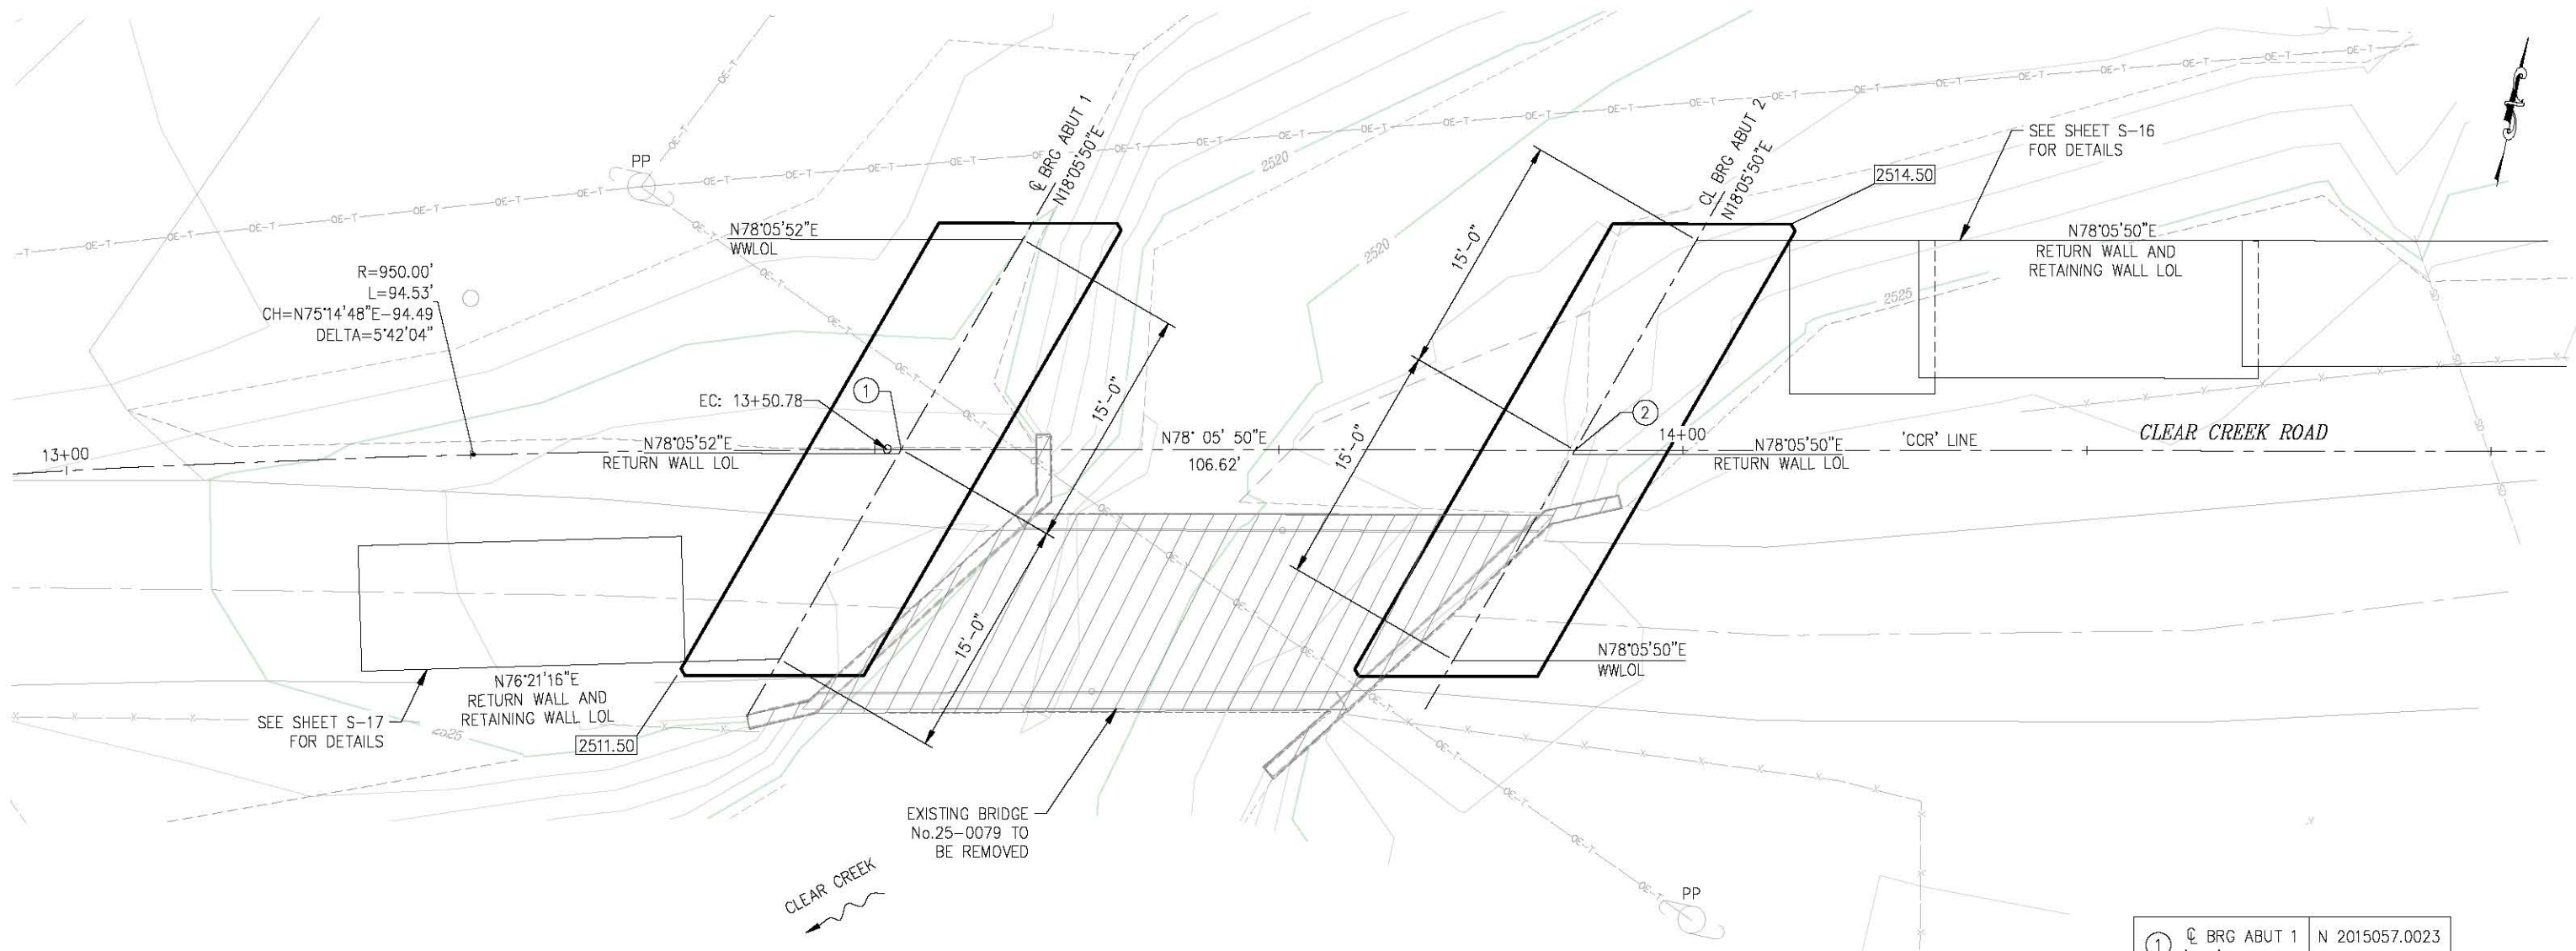 PP
℄ BRG ABUT 1
N18°05'50"E
2520
CL BRG ABUT 2
N18°05'50"E
SEE SHEET S-16
FOR DETAILS
2514.50
N78°05'52"E
WWLOL
2520
15'-0"
N78°05'50"E
RETURN WALL AND
RETAINING WALL LOL
R=950.00'
L=94.53'
CH=N75°14'48"E-94.49
DELTA=5°42'04"
2525
15'-0"
EC: 13+50.78
1
15'-0"
2
13+00
N78°05'52"E
RETURN WALL LOL
N78° 05' 50"E
106.62'
14+00
N78°05'50"E
RETURN WALL LOL
'CCR' LINE
CLEAR CREEK ROAD
15'-0"
N78°05'50"E
WWLOL
N76°21'16"E
RETURN WALL AND
RETAINING WALL LOL
SEE SHEET S-17
FOR DETAILS
2525
2511.50
EXISTING BRIDGE
No.25-0079 TO
BE REMOVED
CLEAR CREEK
PP
1 ℄ BRG ABUT 1 N 2015057.0023
OE-T
OE-T
OE-T
SD
SD
X
X